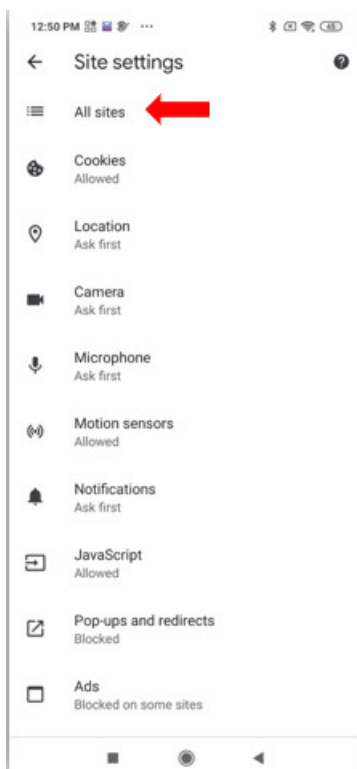 12:50 PM
45
Site settings
All sites
Cookies
Allowed
Location
Ask first
Camera
Ask first
Microphone
Ask first
Motion sensors
Allowed
Notifications
Ask first
JavaScript
Allowed
Pop-ups and redirects
Blocked
Ads
Blocked on some sites